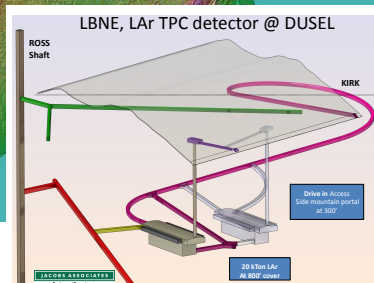 LBNE, LAr TPC detector @ DUSEL
ROSS
Shaft
KIRK
Drive in Access
Side mountain portal
at 300'
20 kTon LAr
At 800' cover
JACOBS ASSOCIATES